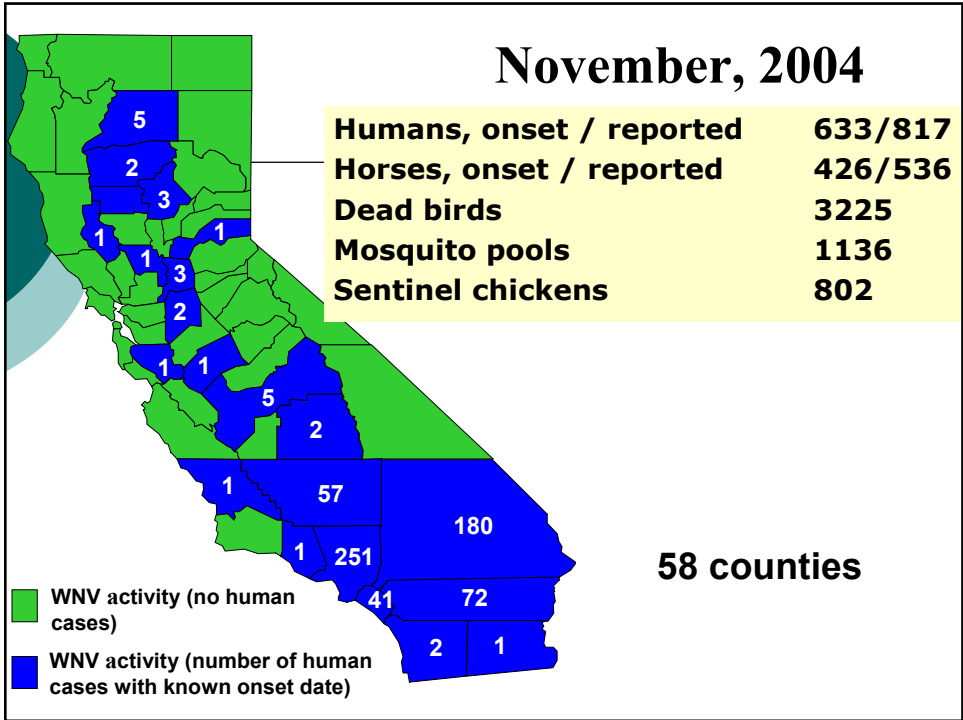 November, 2004
Humans, onset / reported 633/817
Horses, onset / reported 426/536
Dead birds 3225
Mosquito pools 1136
Sentinel chickens 802
5
2
3
1
1
1
3
2
1
1
5
2
1
57
180
1
251
41
72
2
1
58 counties
WNV activity (no human
cases)
WNV activity (number of human
cases with known onset date)